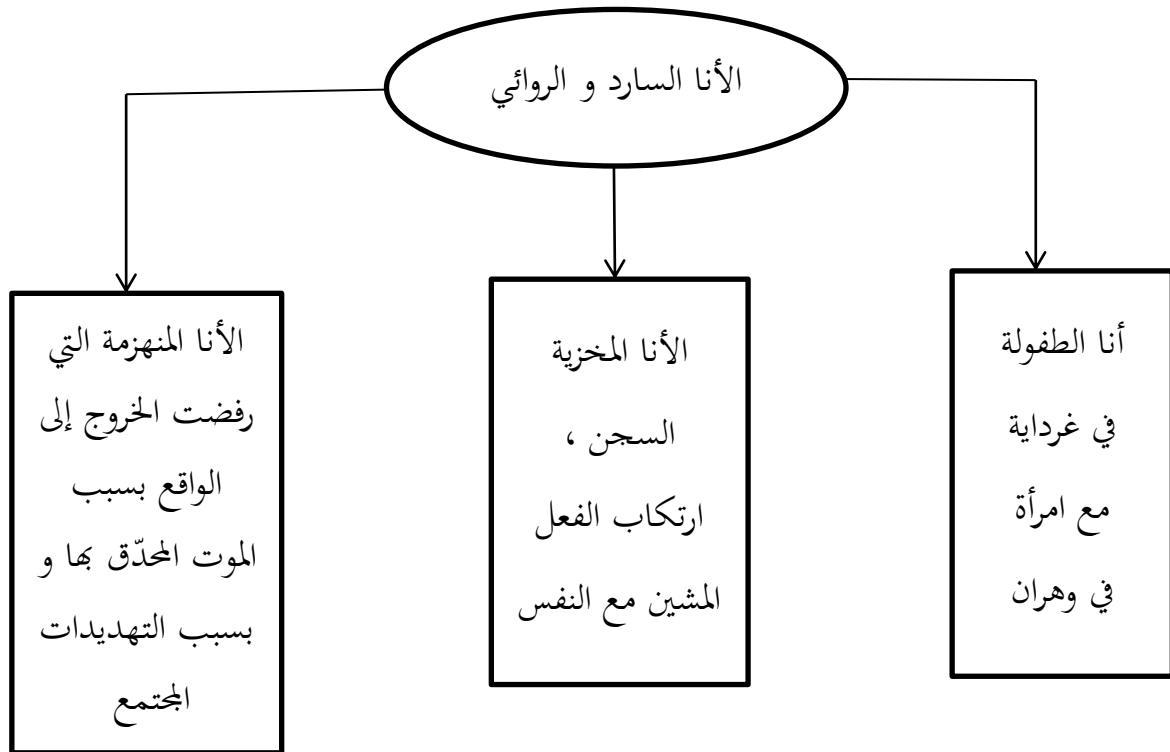 الأنا السارد و الروائي
أنا الطفولة
في غرداية
مع امرأة
في وهران
الأنا المخزية
السجن ،
ارتكاب الفعل
المشين مع النفس
الأنا المنهزمة التي
رفضت الخروج إلى
الواقع بسبب
الموت المحدّق بها و
بسبب التهديدات
المجتمع